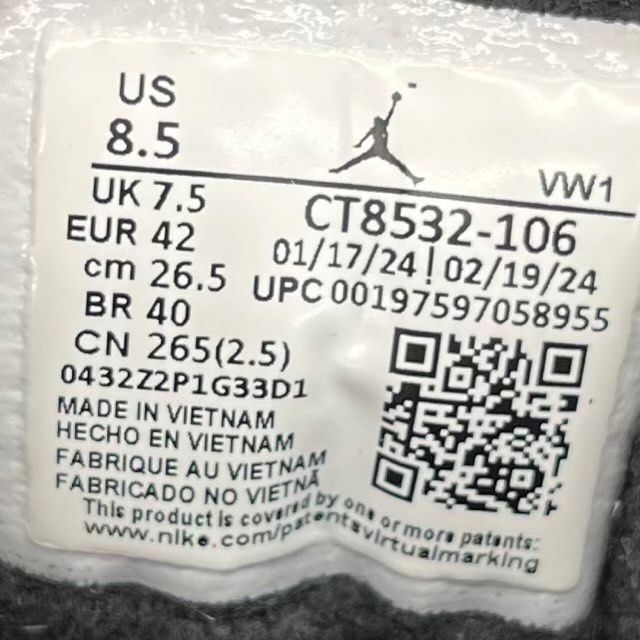 US
8.5
VW1
UK 7.5
CT8532-106
EUR 42
01/17/24 ! 02/19/24
cm 26.5
UPC 00197597058955
BR 40
CN 265(2.5)
0432Z2P1G33D1
MADE IN VIETNAM
HECHO EN VIETNAM
FABRIQUE AU VIETNAM
FABRICADO NO VIETNÃ
This product is covered by one or more patents:
www.nike.com/patentsvirtualmarking